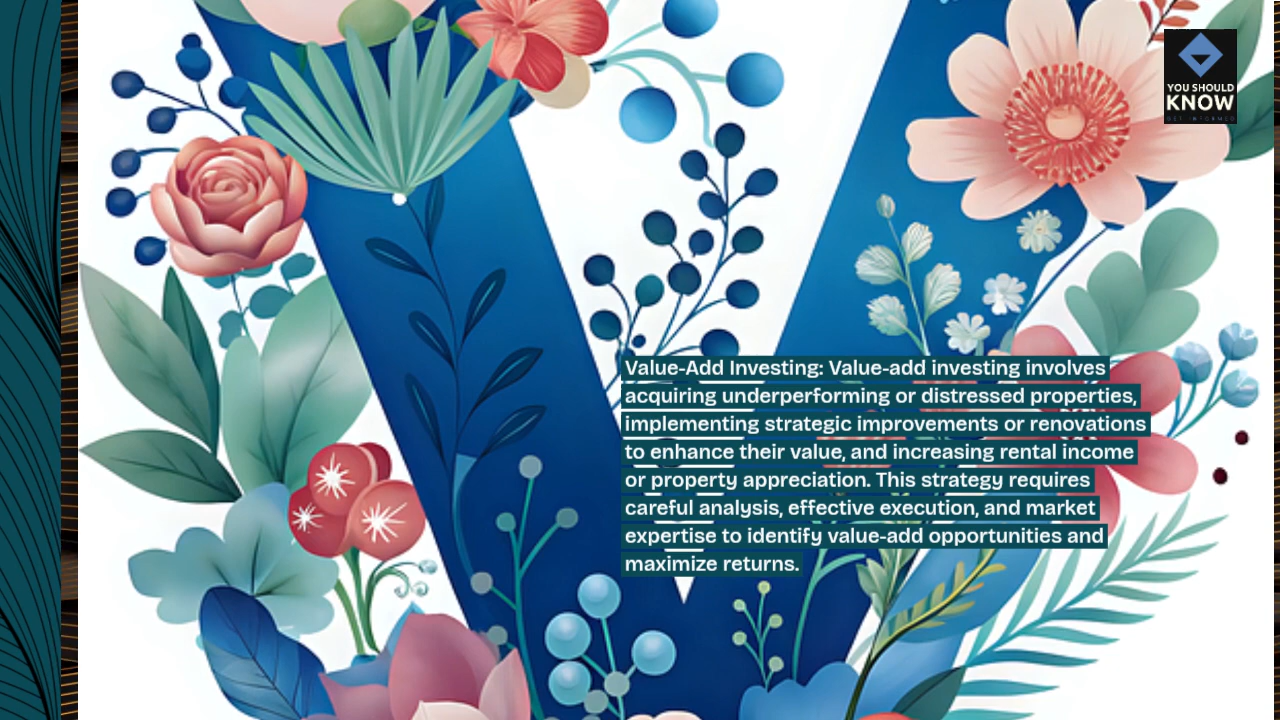 YOU SHOULD
KNOW
GET INFORMED
Value-Add Investing: Value-add investing involves
acquiring underperforming or distressed properties,
implementing strategic improvements or renovations
to enhance their value, and increasing rental income
or property appreciation. This strategy requires
careful analysis, effective execution, and market
expertise to identify value-add opportunities and
maximize returns.